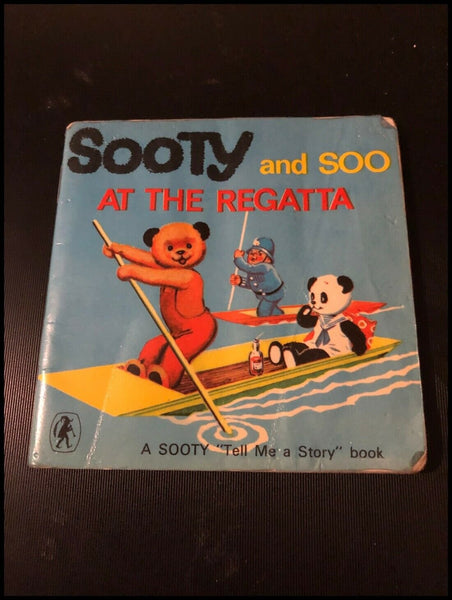 SOOTY and SOO
AT THE REGATTA
A SOOTY "Tell Me a Story" book